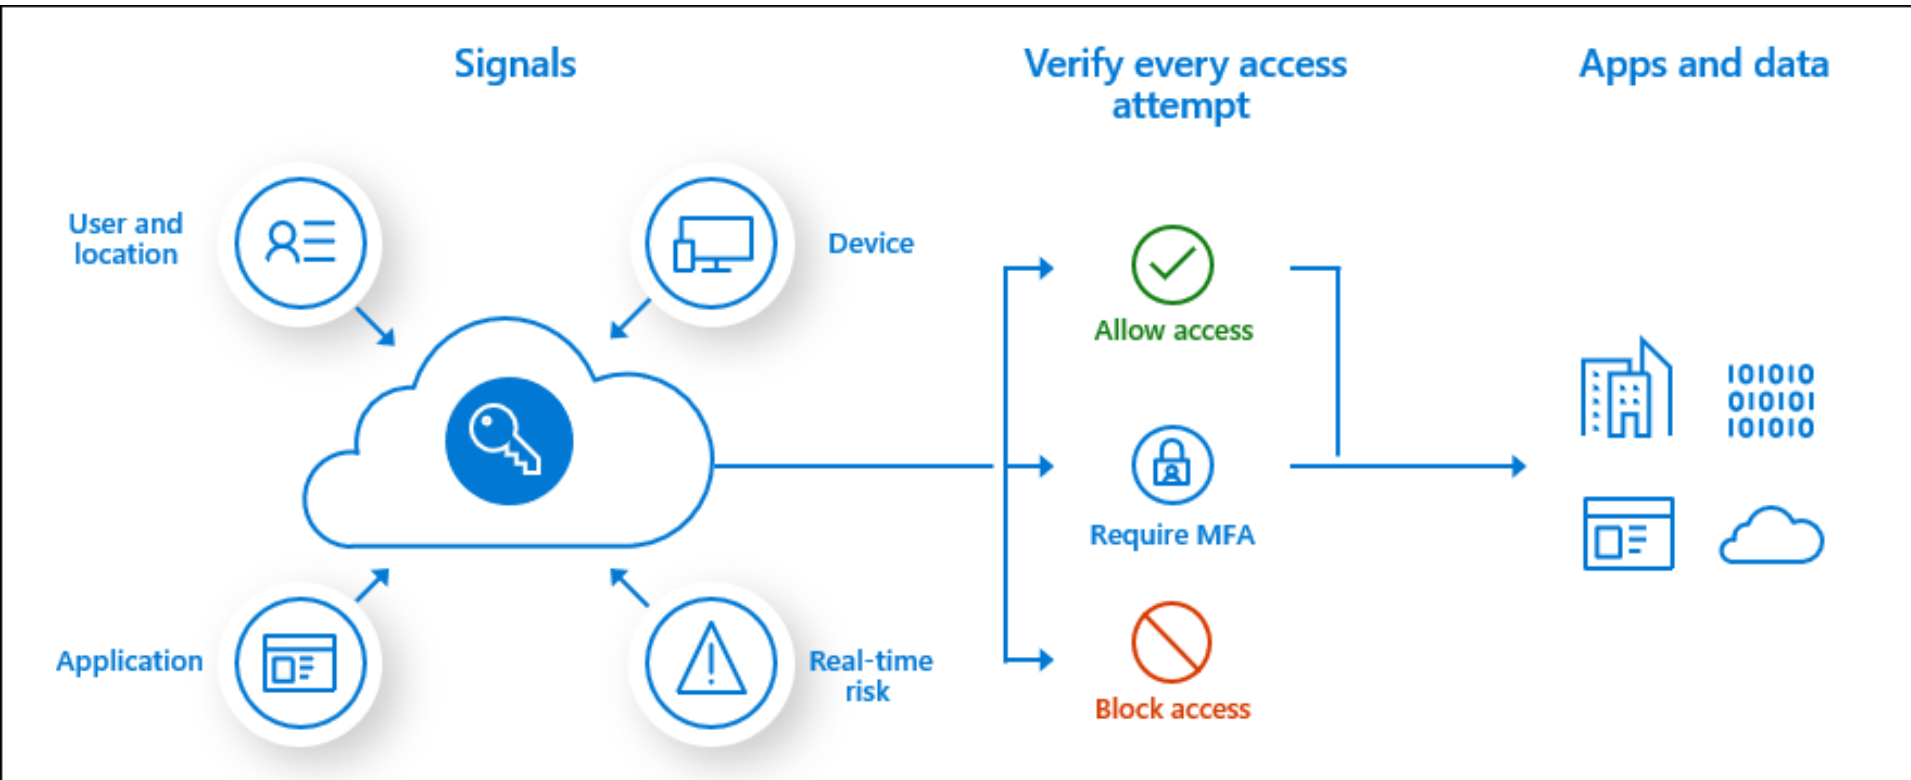 Signals
Verify every access
attempt
Apps and data
User and
location
Device
Allow access
101010
010101
101010
Require MFA
Application
Real-time
risk
Block access